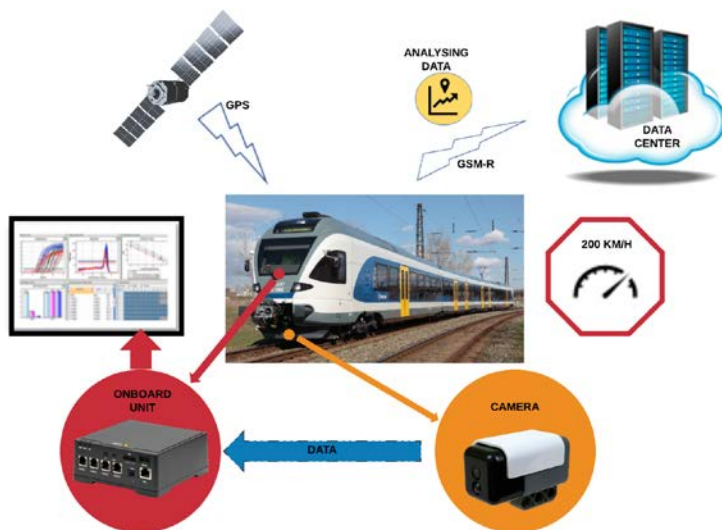 ANALYSING
DATA
GPS
GSM-R
DATA
CENTER
200 KM/H
ONBOARD
UNIT
CAMERA
DATA